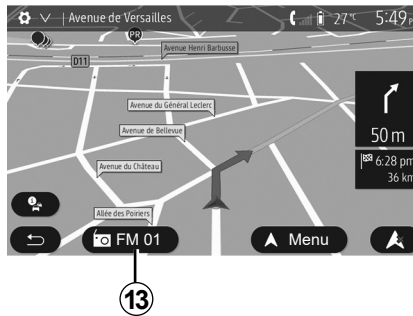 Avenue de Versailles
27°C
5:49
PR
Avenue Henri Barbusse
D11
Avenue du Général Leclerc
Avenue de Bellevue
50 m
6:28 pm
36 km
Avenue du Château
Allée des Poiriers
FM 01
Menu
13